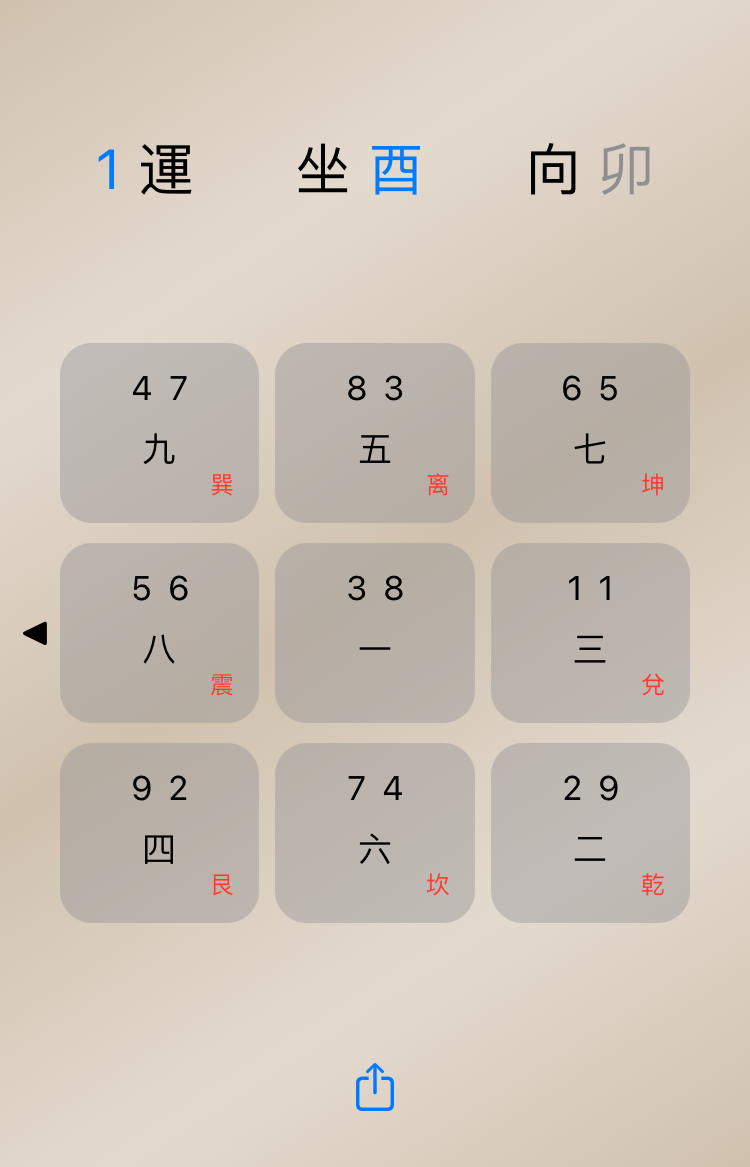 1 運 坐 酉 向 卯
4 7 8 3 6 5
九 五 七
巽 离 坤
5 6 3 8 1 1
八 一 三
震 兌
9 2 7 4 2 9
四 六 二
艮 坎 乾